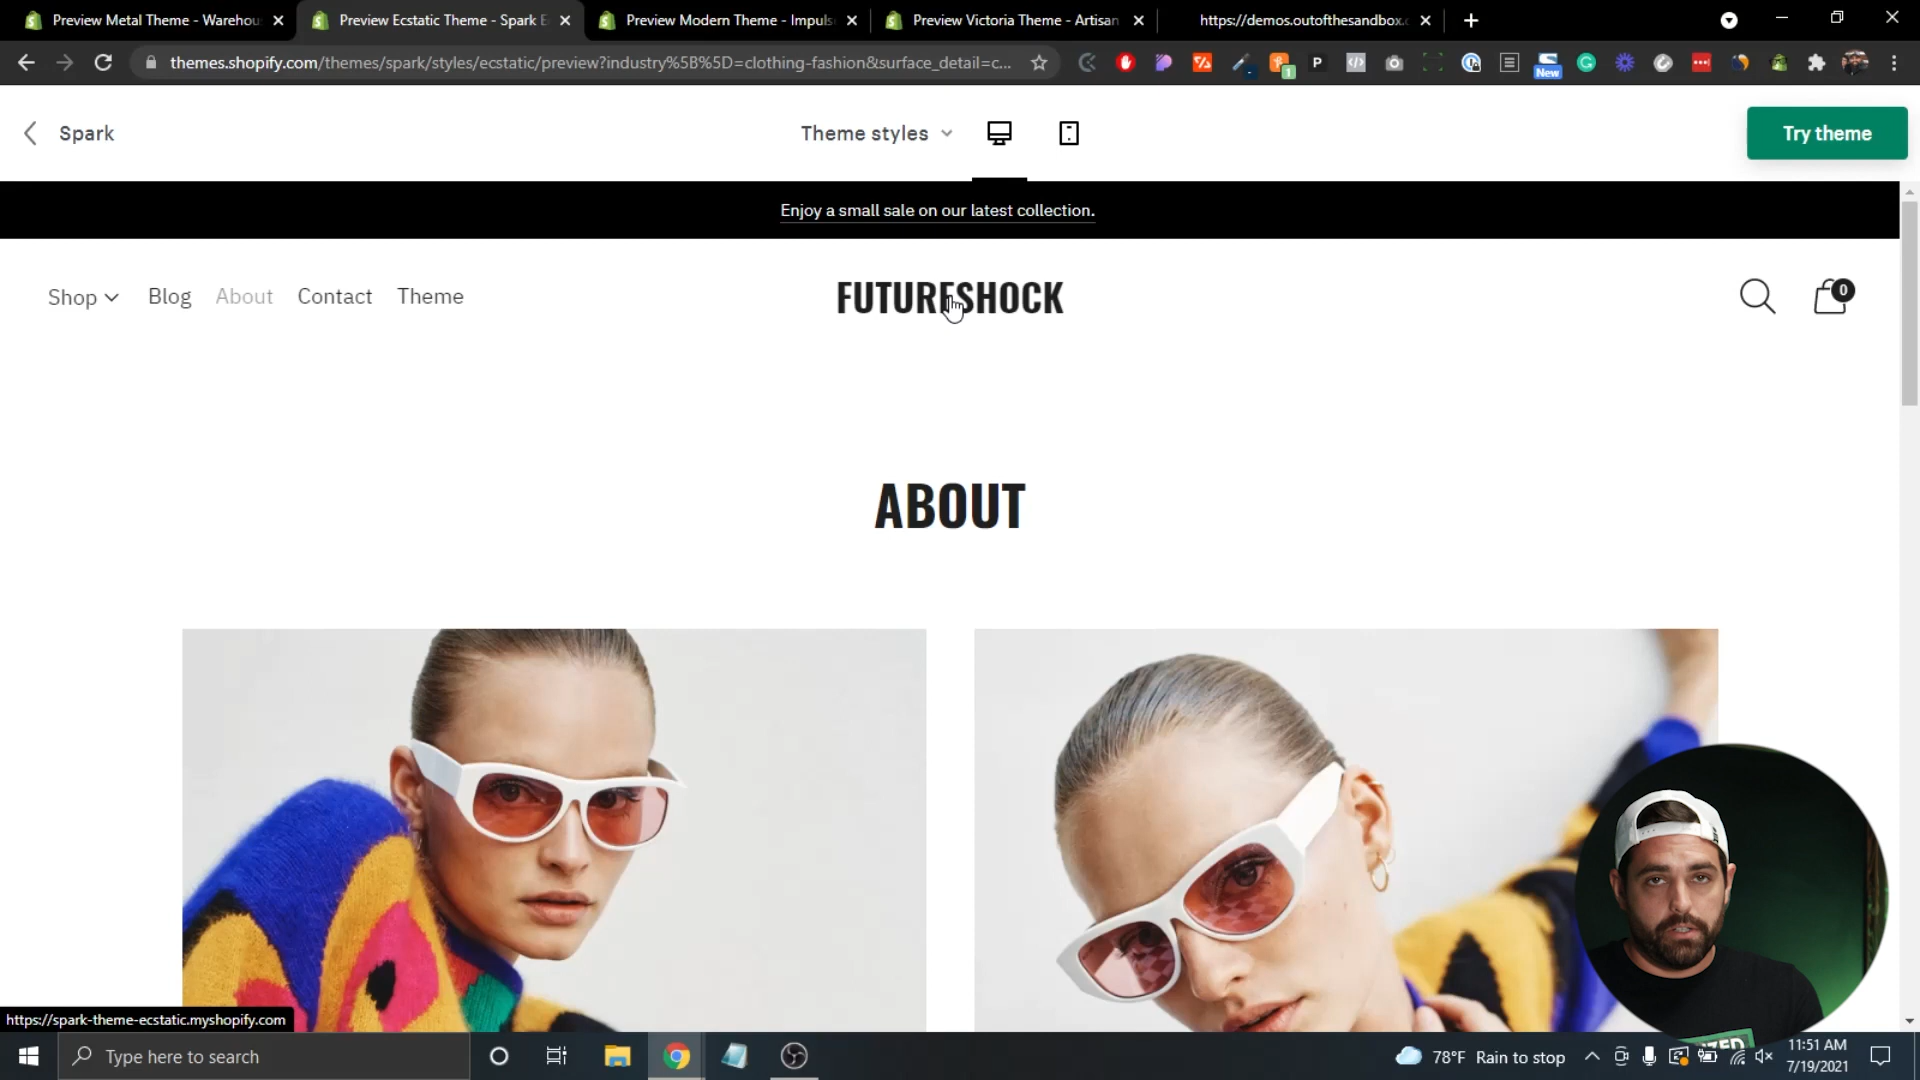 Preview Metal Theme - Warehou
Preview Ecstatic Theme - Spark E
Preview Modern Theme - Impuls
Preview Victoria Theme - Artisan
https://demos.outofthesandbox.c
themes.shopify.com/themes/spark/styles/ecstatic/preview?industry%5B%5D=clothing-fashion&surface_detail=c...
1
P
New
Spark
Theme styles
Try theme
Enjoy a small sale on our latest collection.
Shop
Blog
About
Contact
Theme
FUTURESHOCK
0
ABOUT
https://spark-theme-ecstatic.myshopify.com
Type here to search
78°F Rain to stop
11:51 AM
7/19/2021